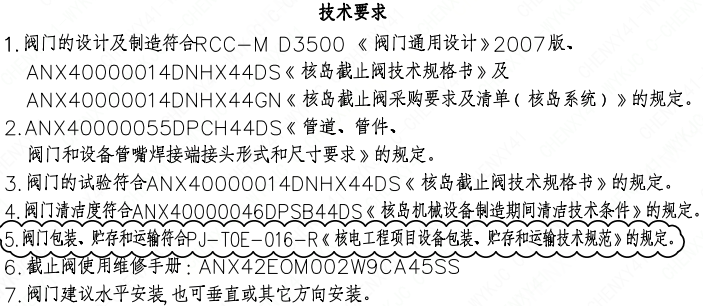 技术要求
1.阀门的设计及制造符合RCC-M D3500《阀门通用设计》2007版、
ANX40000014DNHX44DS《核岛截止阀技术规格书》及
ANX40000014DNHX44GN《核岛截止阀采购要求及清单(核岛系统)》的规定。
2.ANX40000055DPCH44DS《管道、管件、
阀门和设备管嘴焊接端接头形式和尺寸要求》的规定。
3.阀门的试验符合ANX40000014DNHX44DS《核岛截止阀技术规格书》的规定。
4.阀门清洁度符合ANX40000046DPSB44DS《核岛机械设备制造期间清洁技术条件》的规定。
5.阀门包装、贮存和运输符合PJ-TOE-016-R《核电工程项目设备包装、贮存和运输技术规范》的规定。
6.截止阀使用维修手册:ANX42EOM002W9CA45SS
7.阀门建议水平安装,也可垂直或其它方向安装。